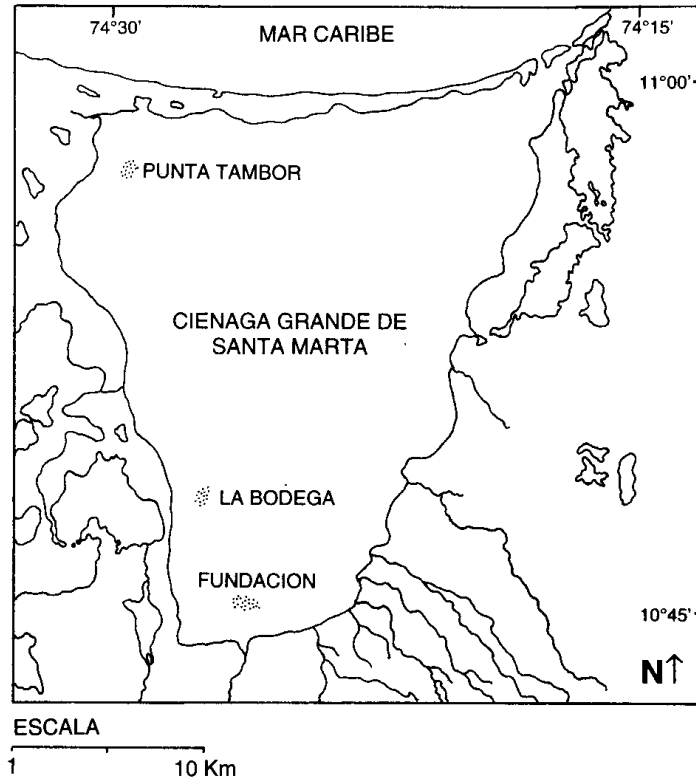 74°30'
74°15'
MAR CARIBE
11°00'
PUNTA TAMBOR
CIENAGA GRANDE DE
SANTA MARTA
LA BODEGA
FUNDACION
10°45'
N↑
ESCALA
1
10 Km